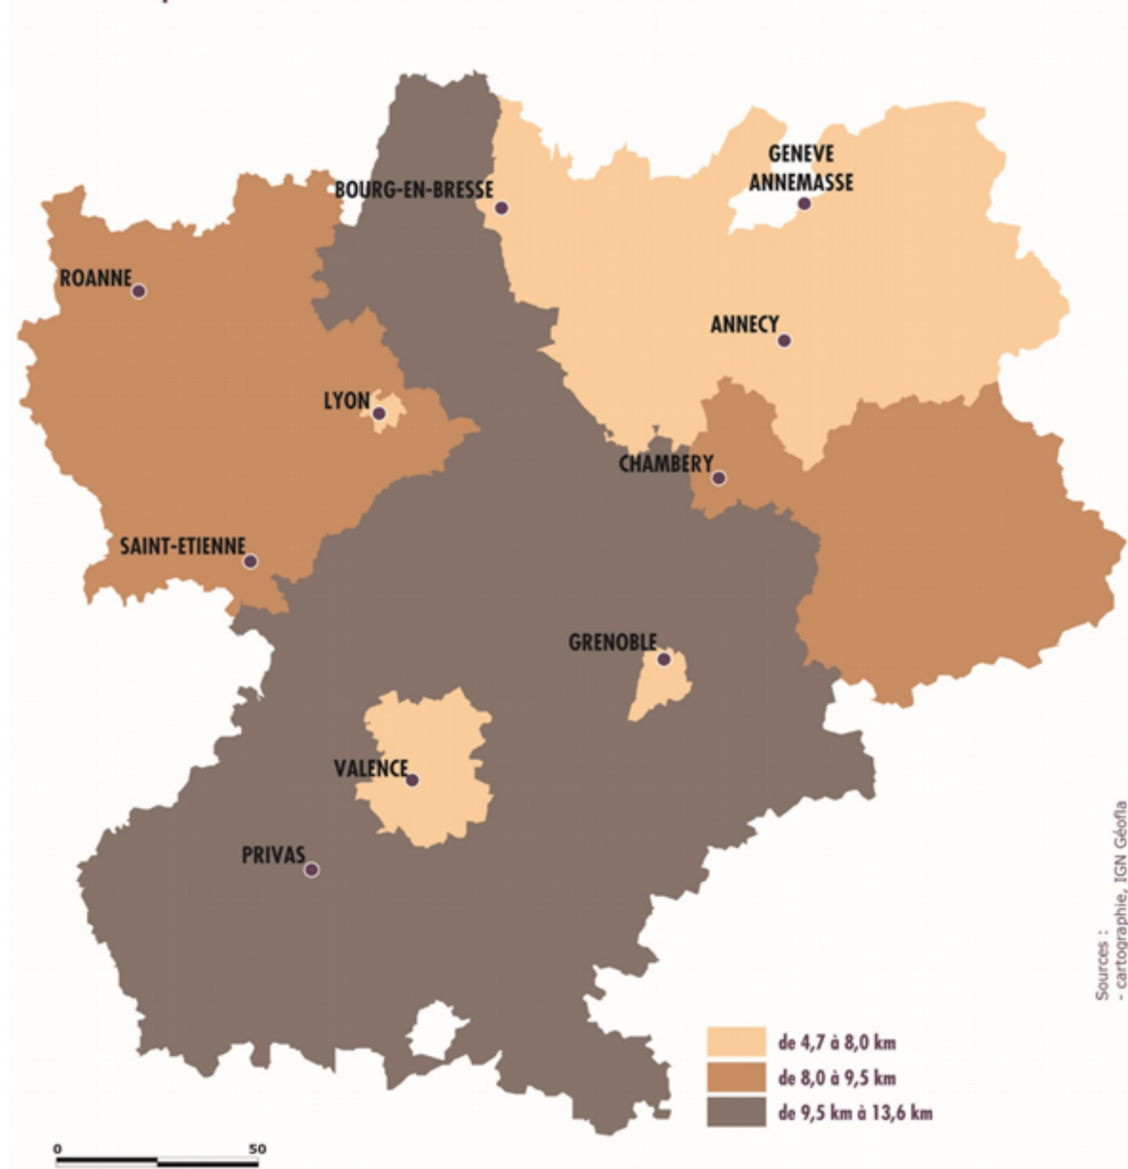 GENEVE
ANNEMASSE
BOURG-EN-BRESSE
ROANNE
ANNECY
LYON
CHAMBERY
SAINT-ETIENNE
GRENOBLE
VALENCE
PRIVAS
Sources :
- cartographie, IGN Géofla
de 4,7 à 8,0 km
de 8,0 à 9,5 km
de 9,5 km à 13,6 km
0 50